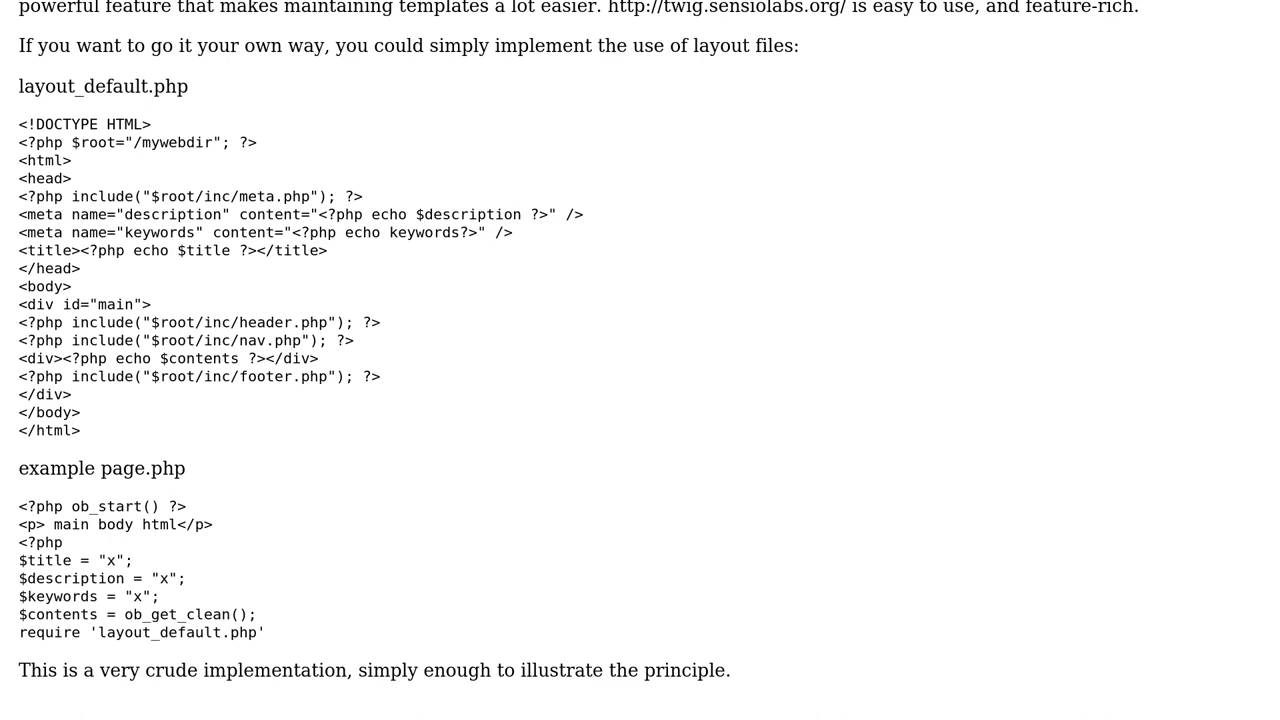 powerful feature that makes maintaining templates a lot easier. http://twig.sensiolabs.org/ is easy to use, and feature-rich.
If you want to go it your own way, you could simply implement the use of layout files:
layout_default.php
<!DOCTYPE HTML>
<?php $root="/mywebdir"; ?>
<html>
<head>
<?php include("$root/inc/meta.php"); ?>
<meta name="description" content="<?php echo $description ?>" />
<meta name="keywords" content="<?php echo keywords?>" />
<title><?php echo $title ?></title>
</head>
<body>
<div id="main">
<?php include("$root/inc/header.php"); ?>
<?php include("$root/inc/nav.php"); ?>
<div><?php echo $contents ?></div>
<?php include("$root/inc/footer.php"); ?>
</div>
</body>
</html>
example page.php
<?php ob_start() ?>
<p> main body html</p>
<?php
$title = "x";
$description = "x";
$keywords = "x";
$contents = ob_get_clean();
require 'layout_default.php'
This is a very crude implementation, simply enough to illustrate the principle.